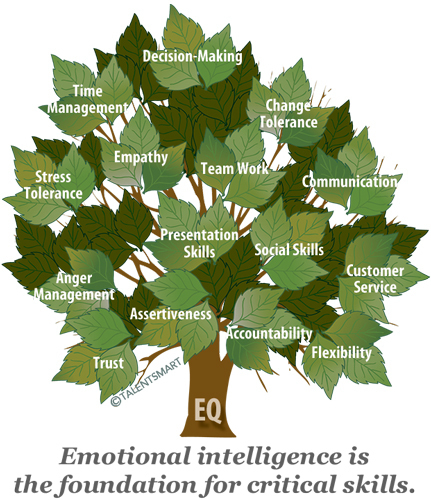 Decision-Making
Time
Management
Change
Tolerance
Empathy
Team Work
Stress
Tolerance
Communication
Presentation
Skills
Social Skills
Customer
Service
Anger
Management
Assertiveness
Accountability
Flexibility
Trust
©TALENTSMART
EQ
Emotional intelligence is
the foundation for critical skills.